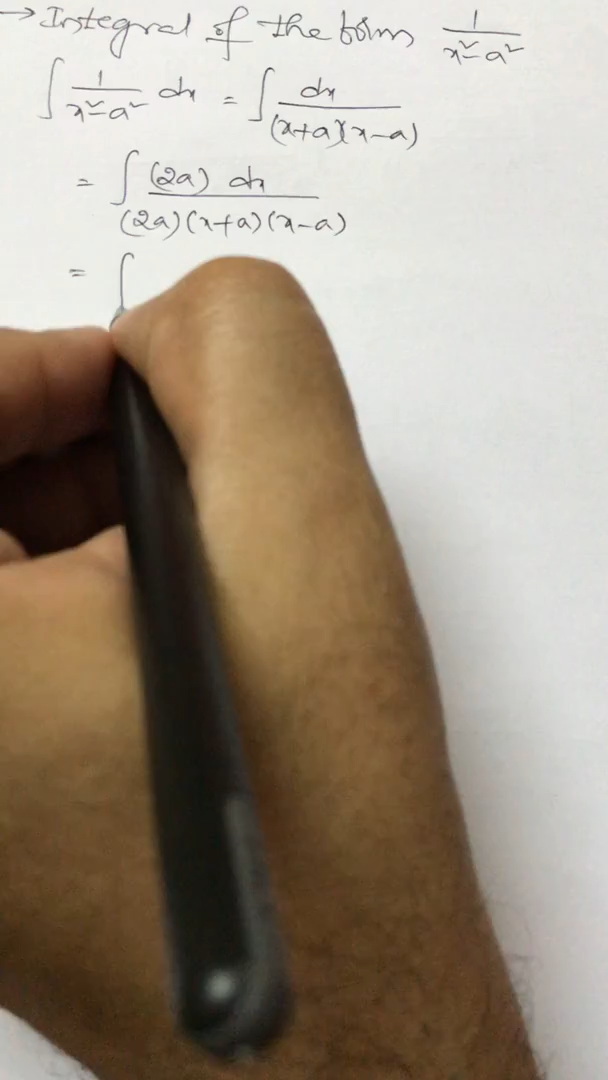 → Integral of the form 1/(x²-a²)
∫ 1/(x²-a²) dx = ∫ dx/((x+a)(x-a))
= ∫ (2a) dx/((2a)(x+a)(x-a))
= ∫